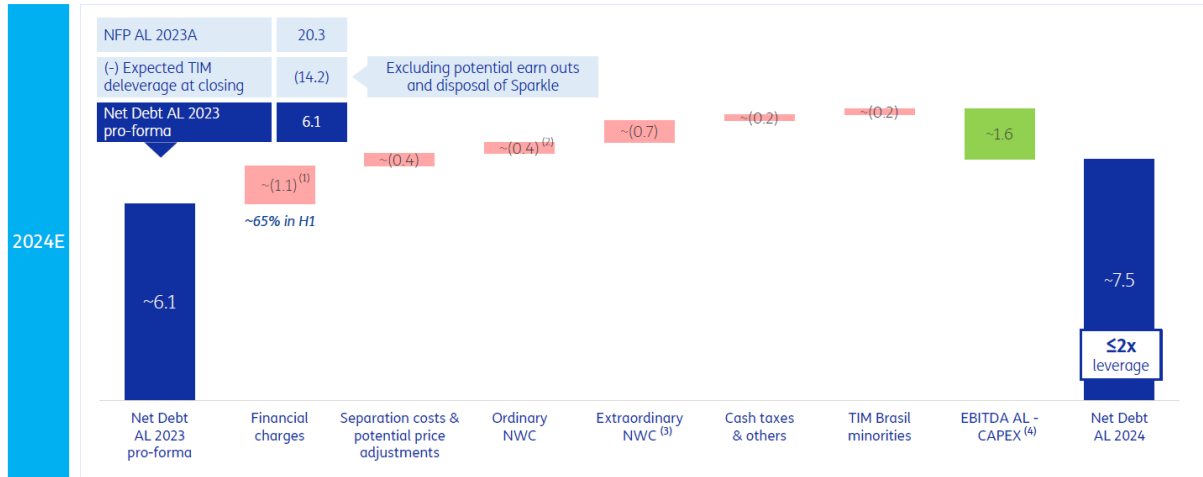 2024E
NFP AL 2023A 20.3
(-) Expected TIM
deleverage at closing (14.2)
Excluding potential earn outs
and disposal of Sparkle
Net Debt AL 2023
pro-forma 6.1
~6.1
~(1.1) (1)
~65% in H1
~(0.4)
~(0.4) (2)
~(0.7)
~(0.2)
~(0.2)
~1.6
~7.5
≤2x
leverage
Net Debt
AL 2023
pro-forma
Financial
charges
Separation costs &
potential price
adjustments
Ordinary
NWC
Extraordinary
NWC (3)
Cash taxes
& others
TIM Brasil
minorities
EBITDA AL -
CAPEX (4)
Net Debt
AL 2024